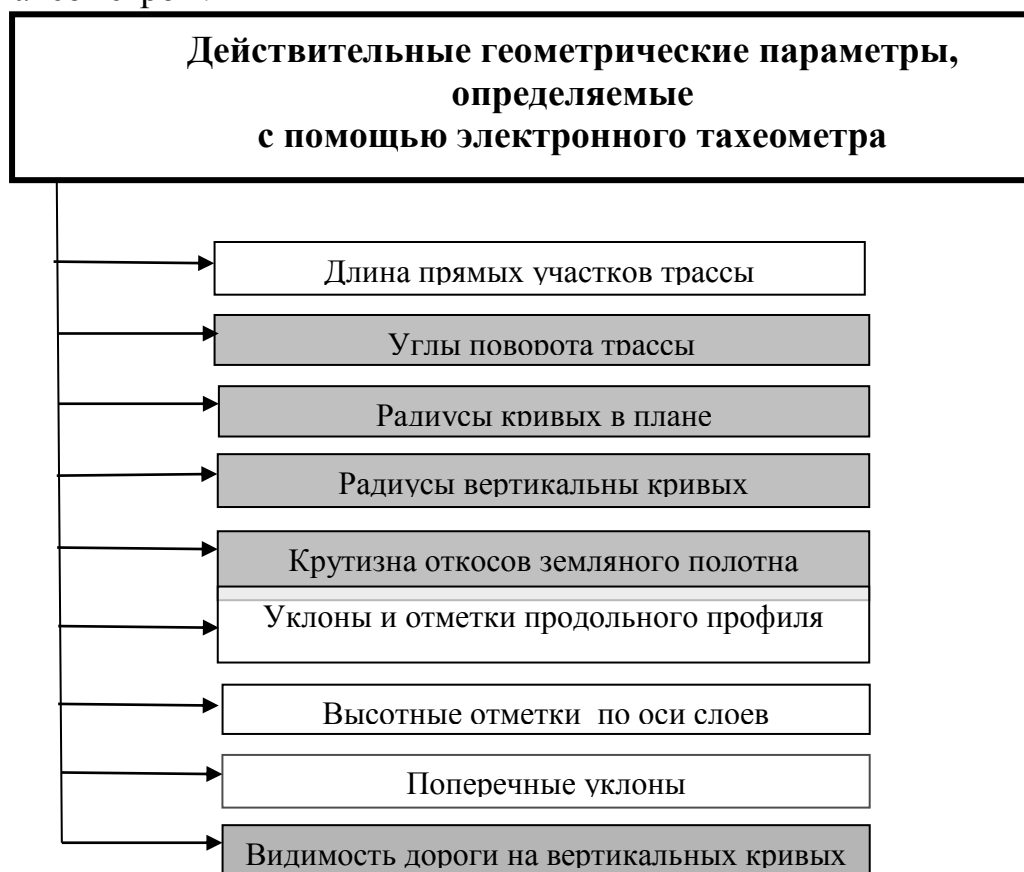 Действительные геометрические параметры,
определяемые
с помощью электронного тахеометра
Длина прямых участков трассы
Углы поворота трассы
Радиусы кривых в плане
Радиусы вертикальны кривых
Крутизна откосов земляного полотна
Уклоны и отметки продольного профиля
Высотные отметки по оси слоев
Поперечные уклоны
Видимость дороги на вертикальных кривых